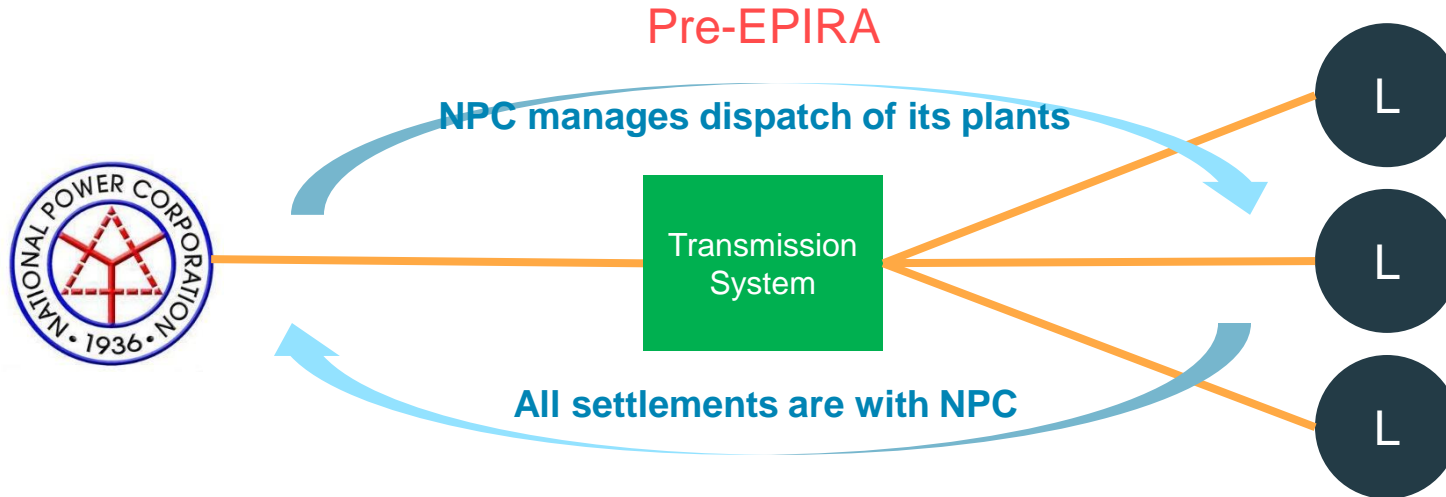 Pre-EPIRA
NPC manages dispatch of its plants
L
NATIONAL POWER CORPORATION
• 1936 •
Transmission
System
L
All settlements are with NPC
L